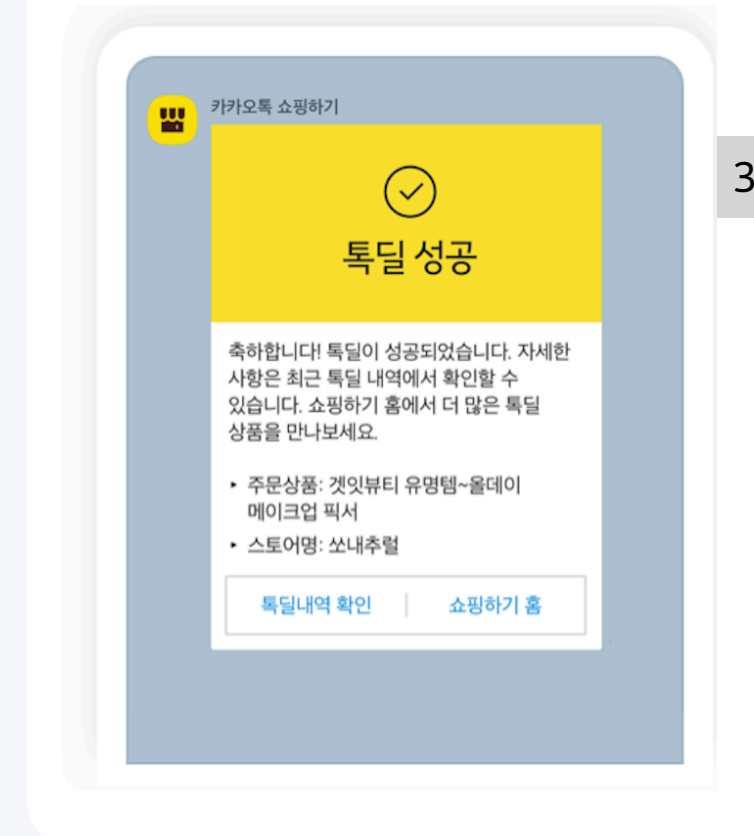 카카오톡 쇼핑하기
3
톡딜 성공
축하합니다! 톡딜이 성공되었습니다. 자세한
사항은 최근 톡딜 내역에서 확인할 수
있습니다. 쇼핑하기 홈에서 더 많은 톡딜
상품을 만나보세요.
‣ 주문상품: 겟잇뷰티 유명템~올데이
메이크업 픽서
‣ 스토어명: 쏘내추럴
톡딜내역 확인 | 쇼핑하기 홈